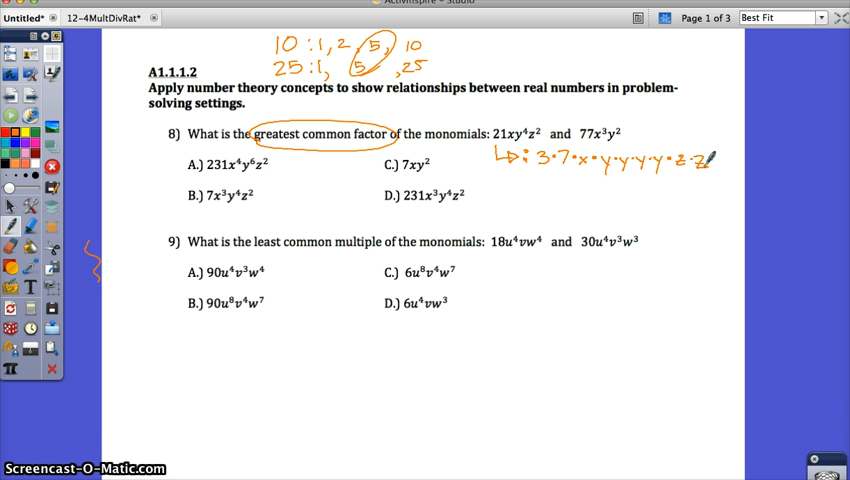 ActivInspire - Studio
Untitled* 12-4MultDivRat* Page 1 of 3 Best Fit
10 : 1, 2, 5, 10
25 : 1, 5, 25
A1.1.1.2
Apply number theory concepts to show relationships between real numbers in problem-
solving settings.
8) What is the greatest common factor of the monomials: 21xy⁴z² and 77x³y²
: 3·7·x·y·y·y·y·z·z
A.) 231x⁴y⁶z² C.) 7xy²
B.) 7x³y⁴z² D.) 231x³y⁴z²
9) What is the least common multiple of the monomials: 18u⁴vw⁴ and 30u⁴v³w³
A.) 90u⁴v³w⁴ C.) 6u⁸v⁴w⁷
B.) 90u⁸v⁴w⁷ D.) 6u⁴vw³
Screencast-O-Matic.com